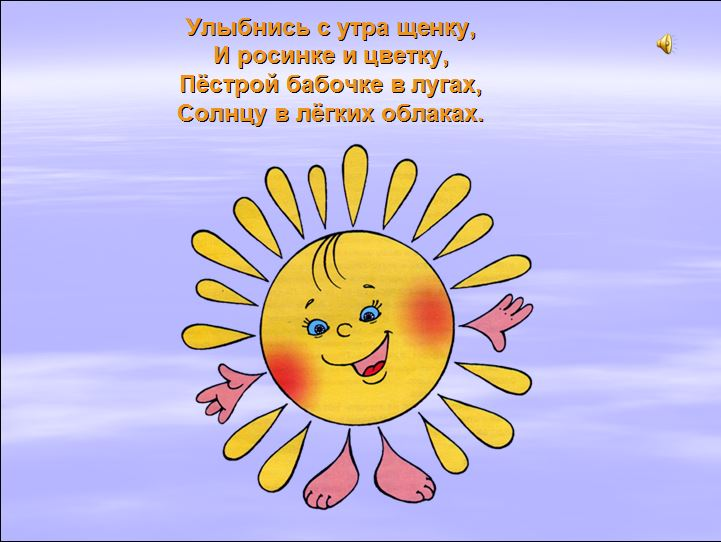 Улыбнись с утра щенку,
И росинке и цветку,
Пёстрой бабочке в лугах,
Солнцу в лёгких облаках.